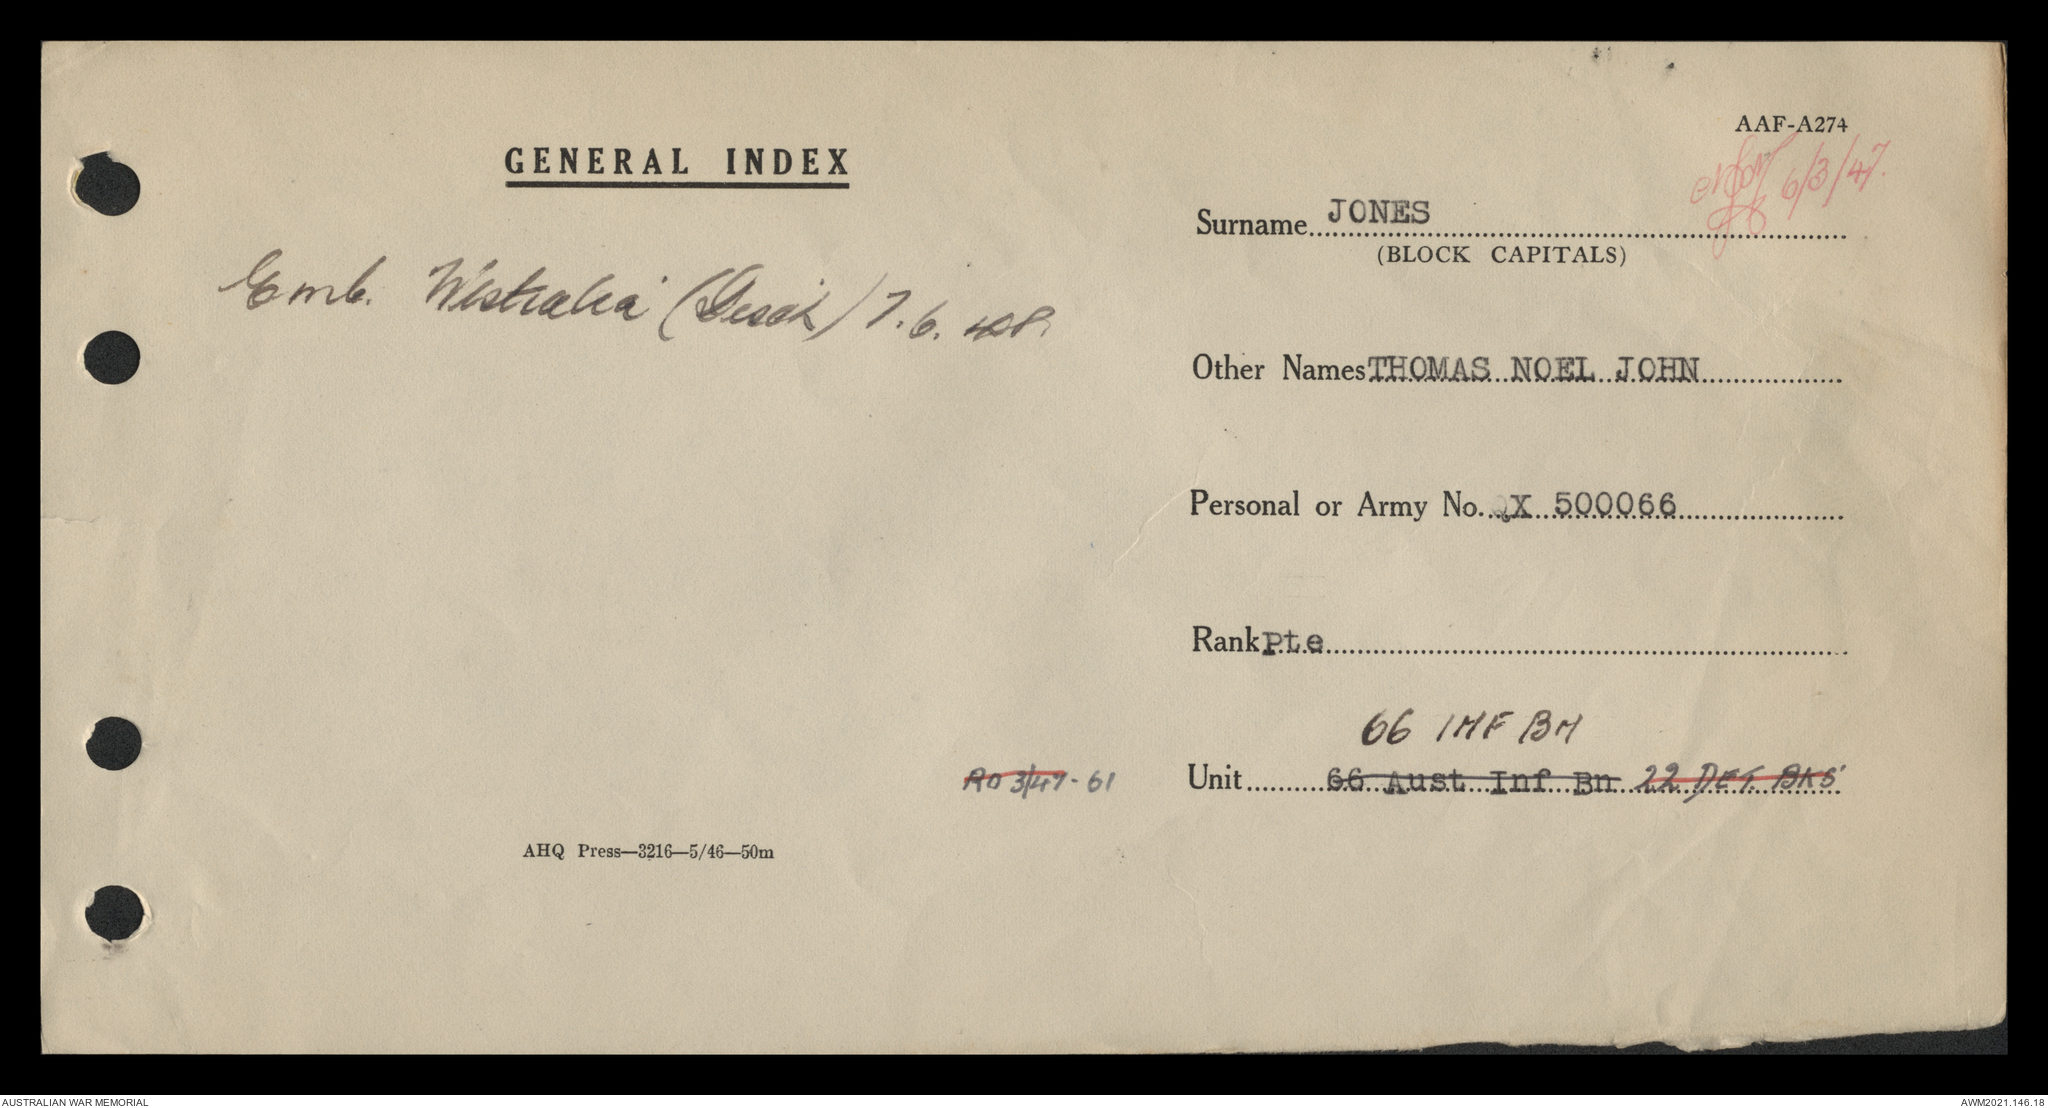 AAF-A274
GENERAL INDEX
6/3/47.
Surname JONES
(BLOCK CAPITALS)
Emb. Westralia (Desch) 7.6.48.
Other Names THOMAS NOEL JOHN
Personal or Army No. QX 500066
Rank Pte
66 INF BN
Unit 66 Aust Inf Bn 22 DET. BKS
RO 3/47-61
AHQ Press—3216—5/46—50m
AUSTRALIAN WAR MEMORIAL
AWM2021.146.18